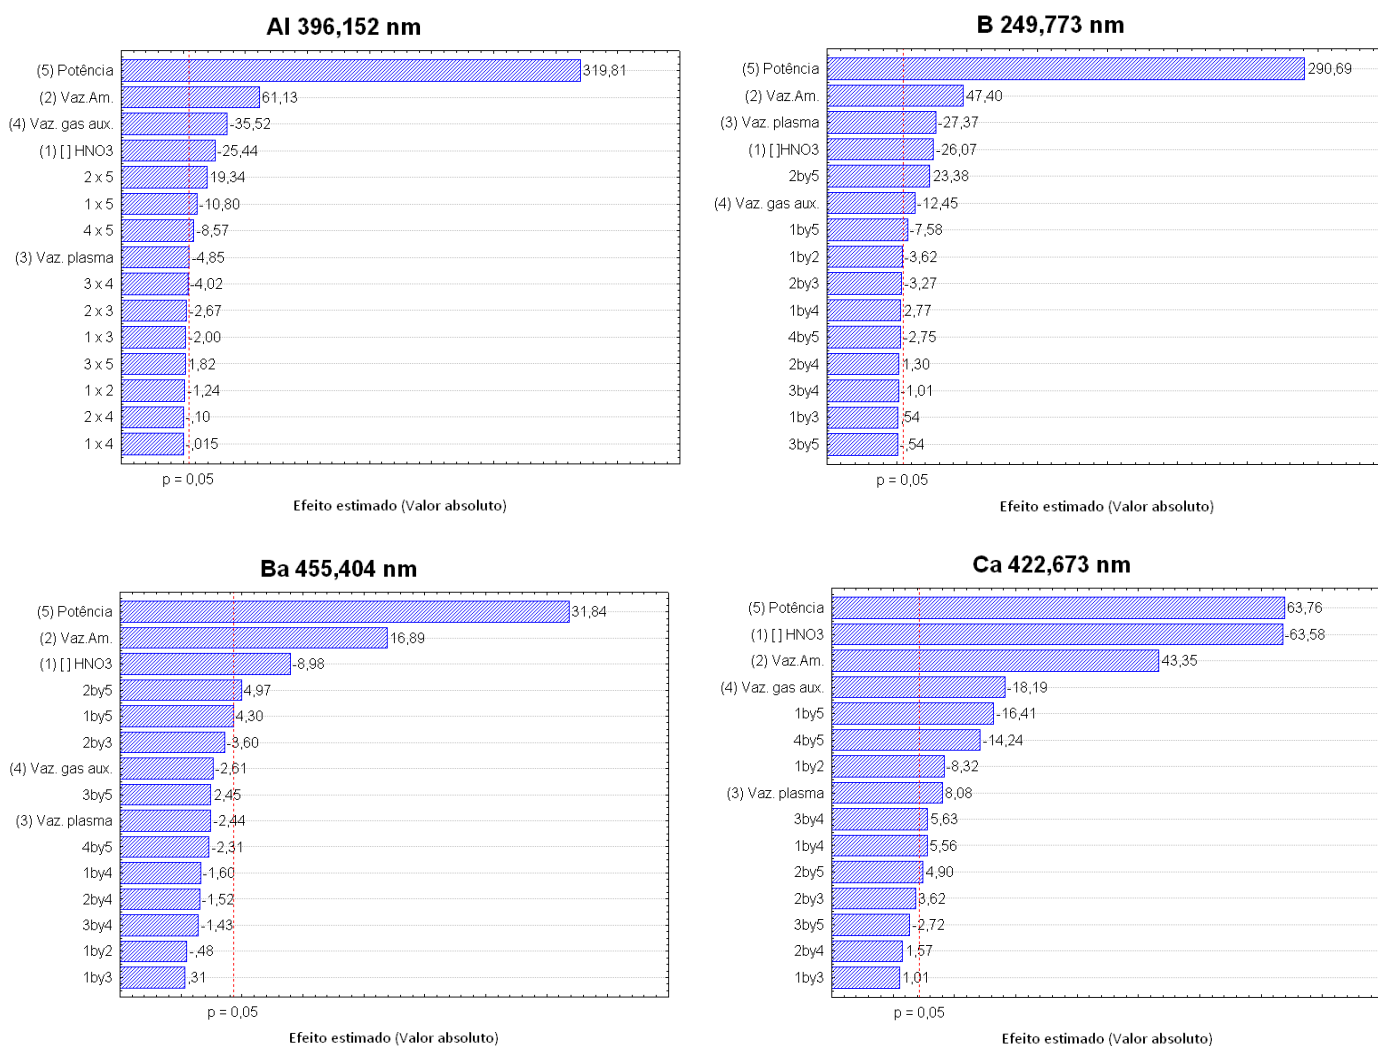 Al 396,152 nm
(5) Potência
319,81
(2) Vaz.Am.
61,13
(4) Vaz. gas aux.
-35,52
(1) [ ] HNO3
-25,44
2 x 5
19,34
1 x 5
-10,80
4 x 5
-8,57
(3) Vaz. plasma
-4,85
3 x 4
-4,02
2 x 3
-2,67
1 x 3
-2,00
3 x 5
1,82
1 x 2
-1,24
2 x 4
-,10
1 x 4
-,015
p = 0,05
Efeito estimado (Valor absoluto)
B 249,773 nm
(5) Potência
290,69
(2) Vaz.Am.
47,40
(3) Vaz. plasma
-27,37
(1) [ ]HNO3
-26,07
2by5
23,38
(4) Vaz. gas aux.
-12,45
1by5
-7,58
1by2
-3,62
2by3
-3,27
1by4
2,77
4by5
-2,75
2by4
1,30
3by4
-1,01
1by3
,54
3by5
-,54
p = 0,05
Efeito estimado (Valor absoluto)
Ba 455,404 nm
(5) Potência
31,84
(2) Vaz.Am.
16,89
(1) [ ] HNO3
-8,98
2by5
4,97
1by5
4,30
2by3
-3,60
(4) Vaz. gas aux.
-2,61
3by5
2,45
(3) Vaz. plasma
-2,44
4by5
-2,31
1by4
-1,60
2by4
-1,52
3by4
-1,43
1by2
-,48
1by3
,31
p = 0,05
Efeito estimado (Valor absoluto)
Ca 422,673 nm
(5) Potência
63,76
(1) [ ] HNO3
-63,58
(2) Vaz.Am.
43,35
(4) Vaz. gas aux.
-18,19
1by5
-16,41
4by5
-14,24
1by2
-8,32
(3) Vaz. plasma
8,08
3by4
5,63
1by4
5,56
2by5
4,90
2by3
3,62
3by5
-2,72
2by4
1,57
1by3
1,01
p = 0,05
Efeito estimado (Valor absoluto)